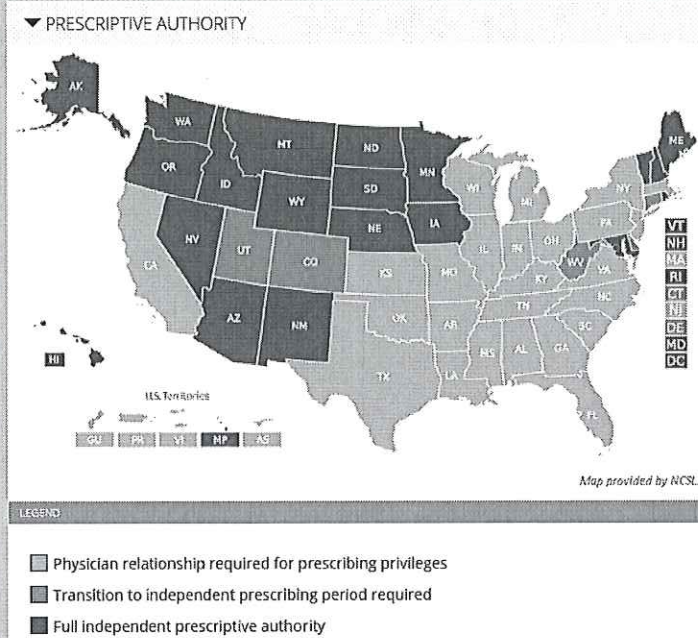 ▼ PRESCRIPTIVE AUTHORITY
AK
WA
MT
ND
ME
OR
ID
MN
SD
WI
MI
NY
WY
NE
IA
PA
NV
UT
CO
IL
IN
OH
WV
VA
CA
KS
MO
KY
NC
TN
AZ
NM
OK
AR
SC
MS
AL
GA
TX
LA
FL
VT
NH
MA
RI
CT
NJ
DE
MD
DC
HI
U.S. Territories
GU PR VI MP AS
Map provided by NCSL
LEGEND
Physician relationship required for prescribing privileges
Transition to independent prescribing period required
Full independent prescriptive authority